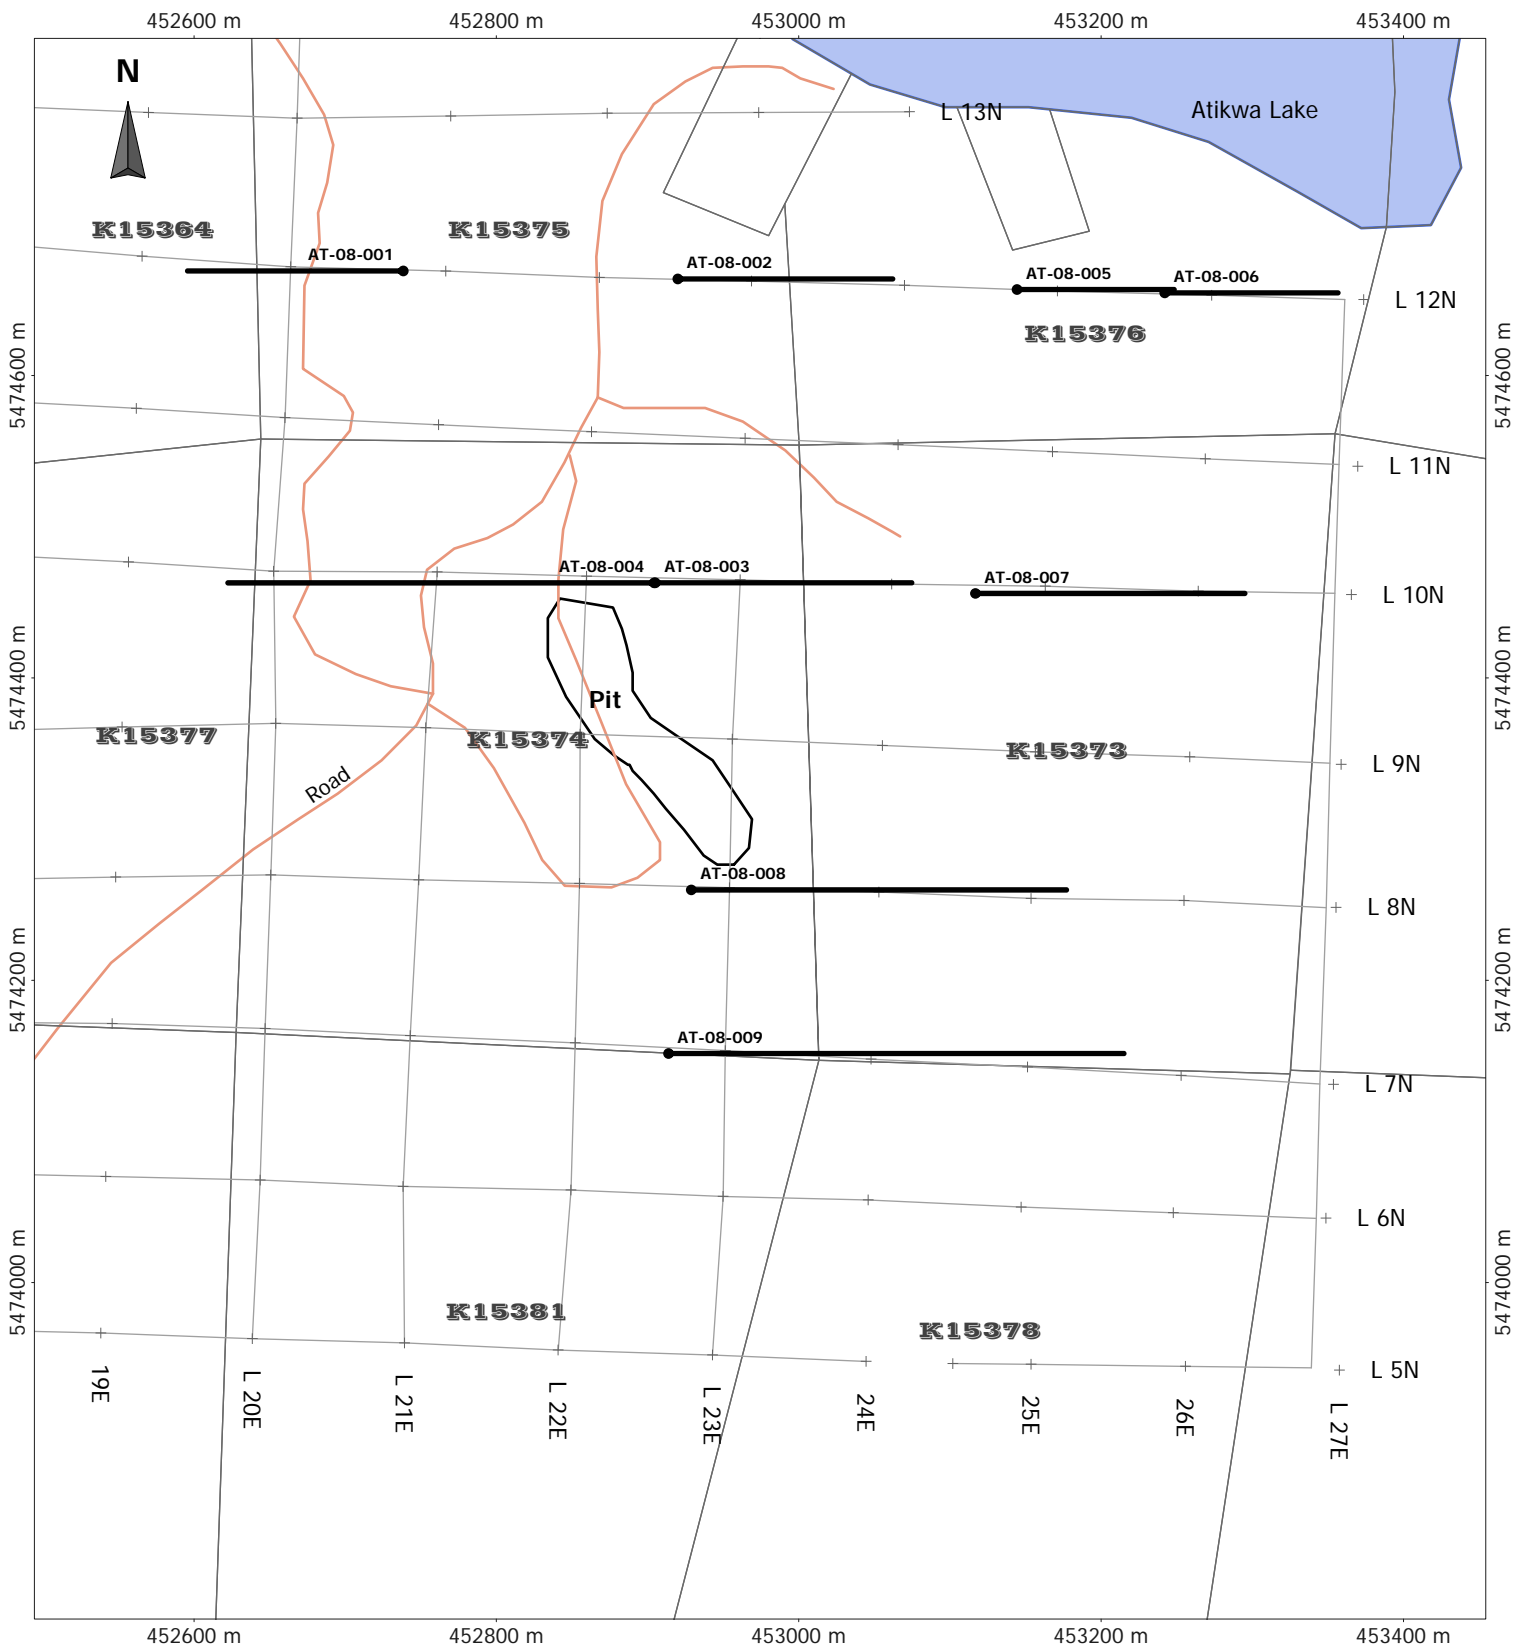 452600 m
452800 m
453000 m
453200 m
453400 m
N
Atikwa Lake
L 13N
K15364
K15375
AT-08-001
AT-08-002
AT-08-005
AT-08-006
L 12N
K15376
5474600 m
5474600 m
L 11N
AT-08-004
AT-08-003
AT-08-007
L 10N
5474400 m
5474400 m
Pit
K15377
K15374
K15373
L 9N
Road
AT-08-008
L 8N
5474200 m
5474200 m
AT-08-009
L 7N
L 6N
5474000 m
5474000 m
K15381
K15378
L 5N
19E
L 20E
L 21E
L 22E
L 23E
24E
25E
26E
L 27E
452600 m
452800 m
453000 m
453200 m
453400 m